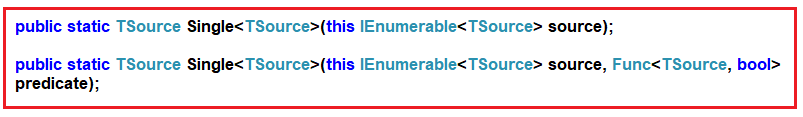 public static TSource Single<TSource>(this IEnumerable<TSource> source);
public static TSource Single<TSource>(this IEnumerable<TSource> source, Func<TSource, bool>
predicate);